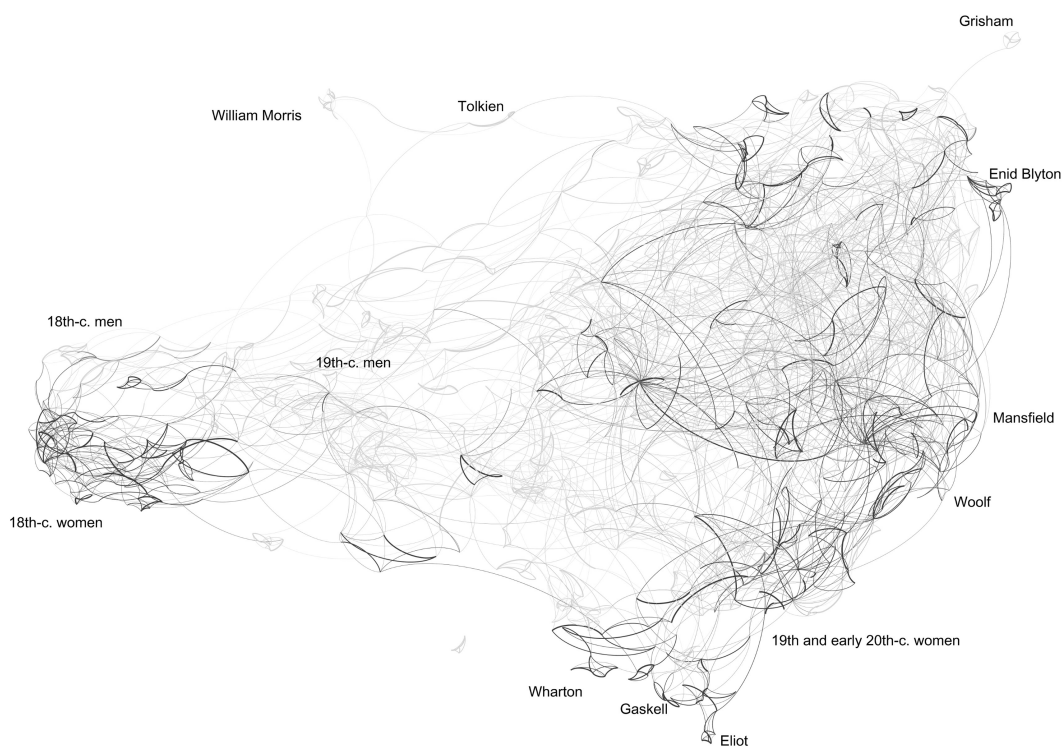 Grisham
Tolkien
William Morris
Enid Blyton
18th-c. men
19th-c. men
Mansfield
Woolf
18th-c. women
19th and early 20th-c. women
Wharton
Gaskell
Eliot